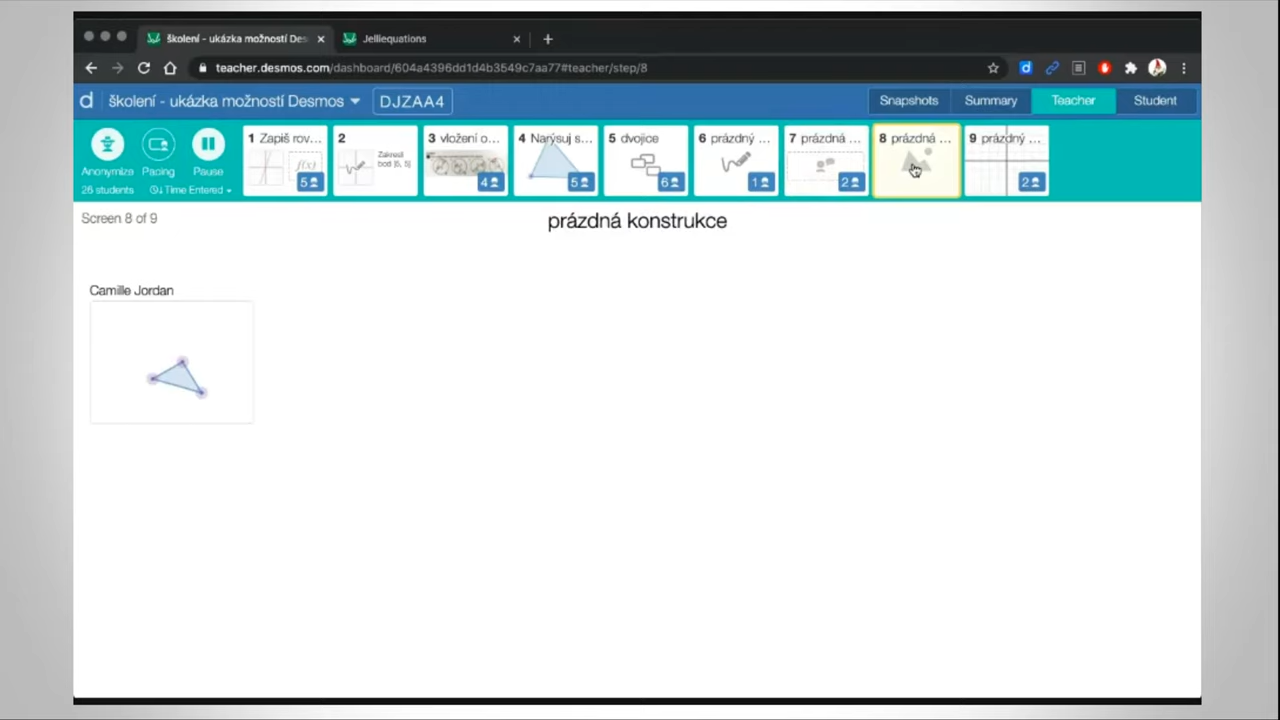 školení - ukázka možností Des
Jelliequations
teacher.desmos.com/dashboard/604a4396dd1d4b3549c7aa77#teacher/step/8
d školení - ukázka možností Desmos DJZAA4 Snapshots Summary Teacher Student
Anonymize Pacing Pause
26 students Time Entered
1 Zapiš rov...
f(x)
5
2
Zakresli
bod [5, 5]
3 vložení o...
4
4 Narýsuj s...
5
5 dvojice
6
6 prázdný ...
1
7 prázdná ...
2
8 prázdná ...
9 prázdný ...
2
Screen 8 of 9
prázdná konstrukce
Camille Jordan